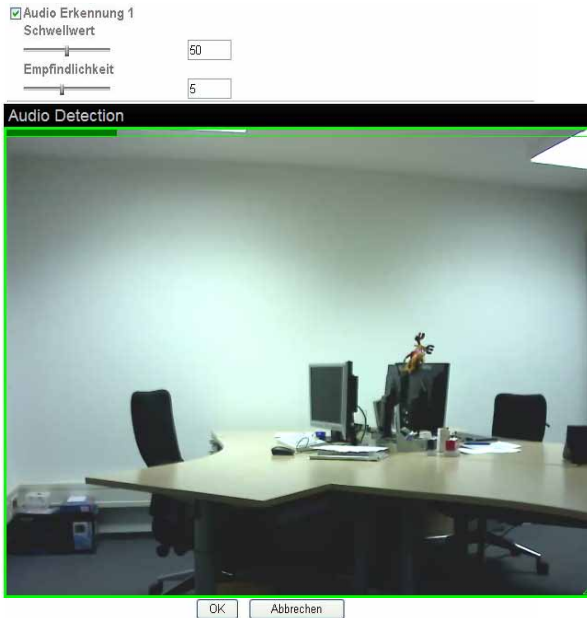 Audio Erkennung 1
Schwellwert
50
Empfindlichkeit
5
Audio Detection
OK Abbrechen